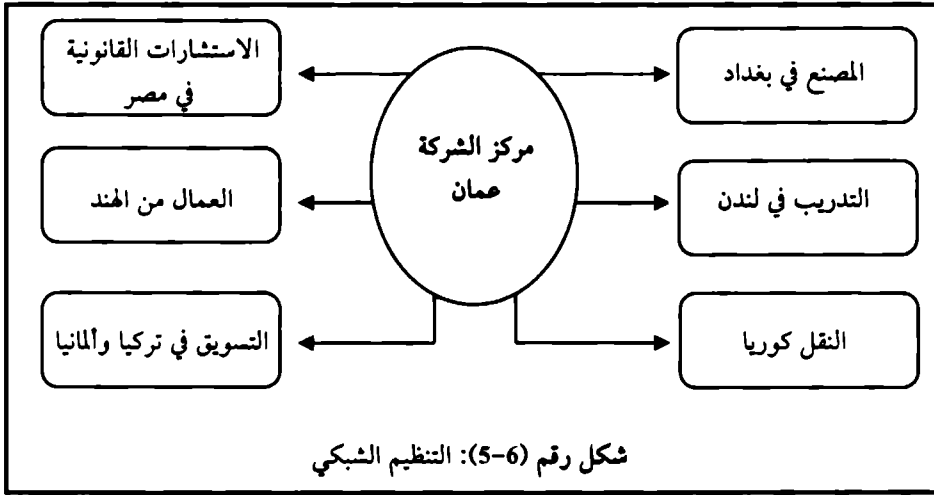 المصنع في بغداد
الاستشارات القانونية
في مصر
مركز الشركة
عمان
التدريب في لندن
العمال من الهند
النقل كوريا
التسويق في تركيا وألمانيا
شكل رقم (6-5): التنظيم الشبكي